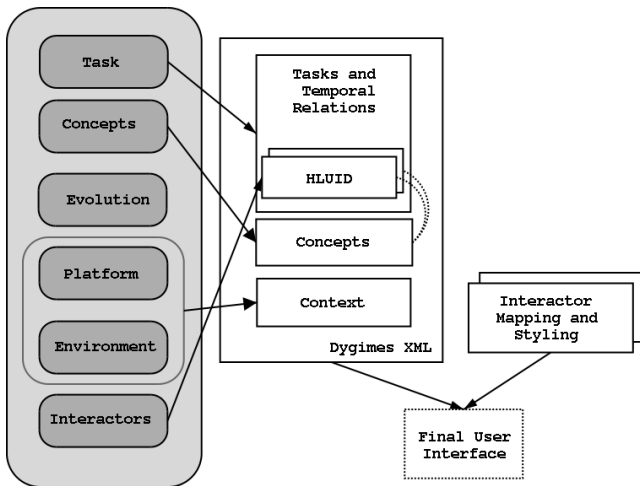 Task
Concepts
Evolution
Platform
Environment
Interactors
Tasks and
Temporal
Relations
HLUID
Concepts
Context
Dygimes XML
Interactor
Mapping and
Styling
Final User
Interface